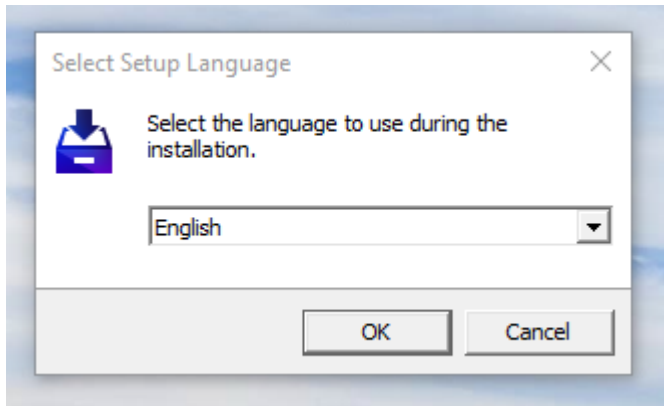 Select Setup Language
Select the language to use during the
installation.
English
OK
Cancel